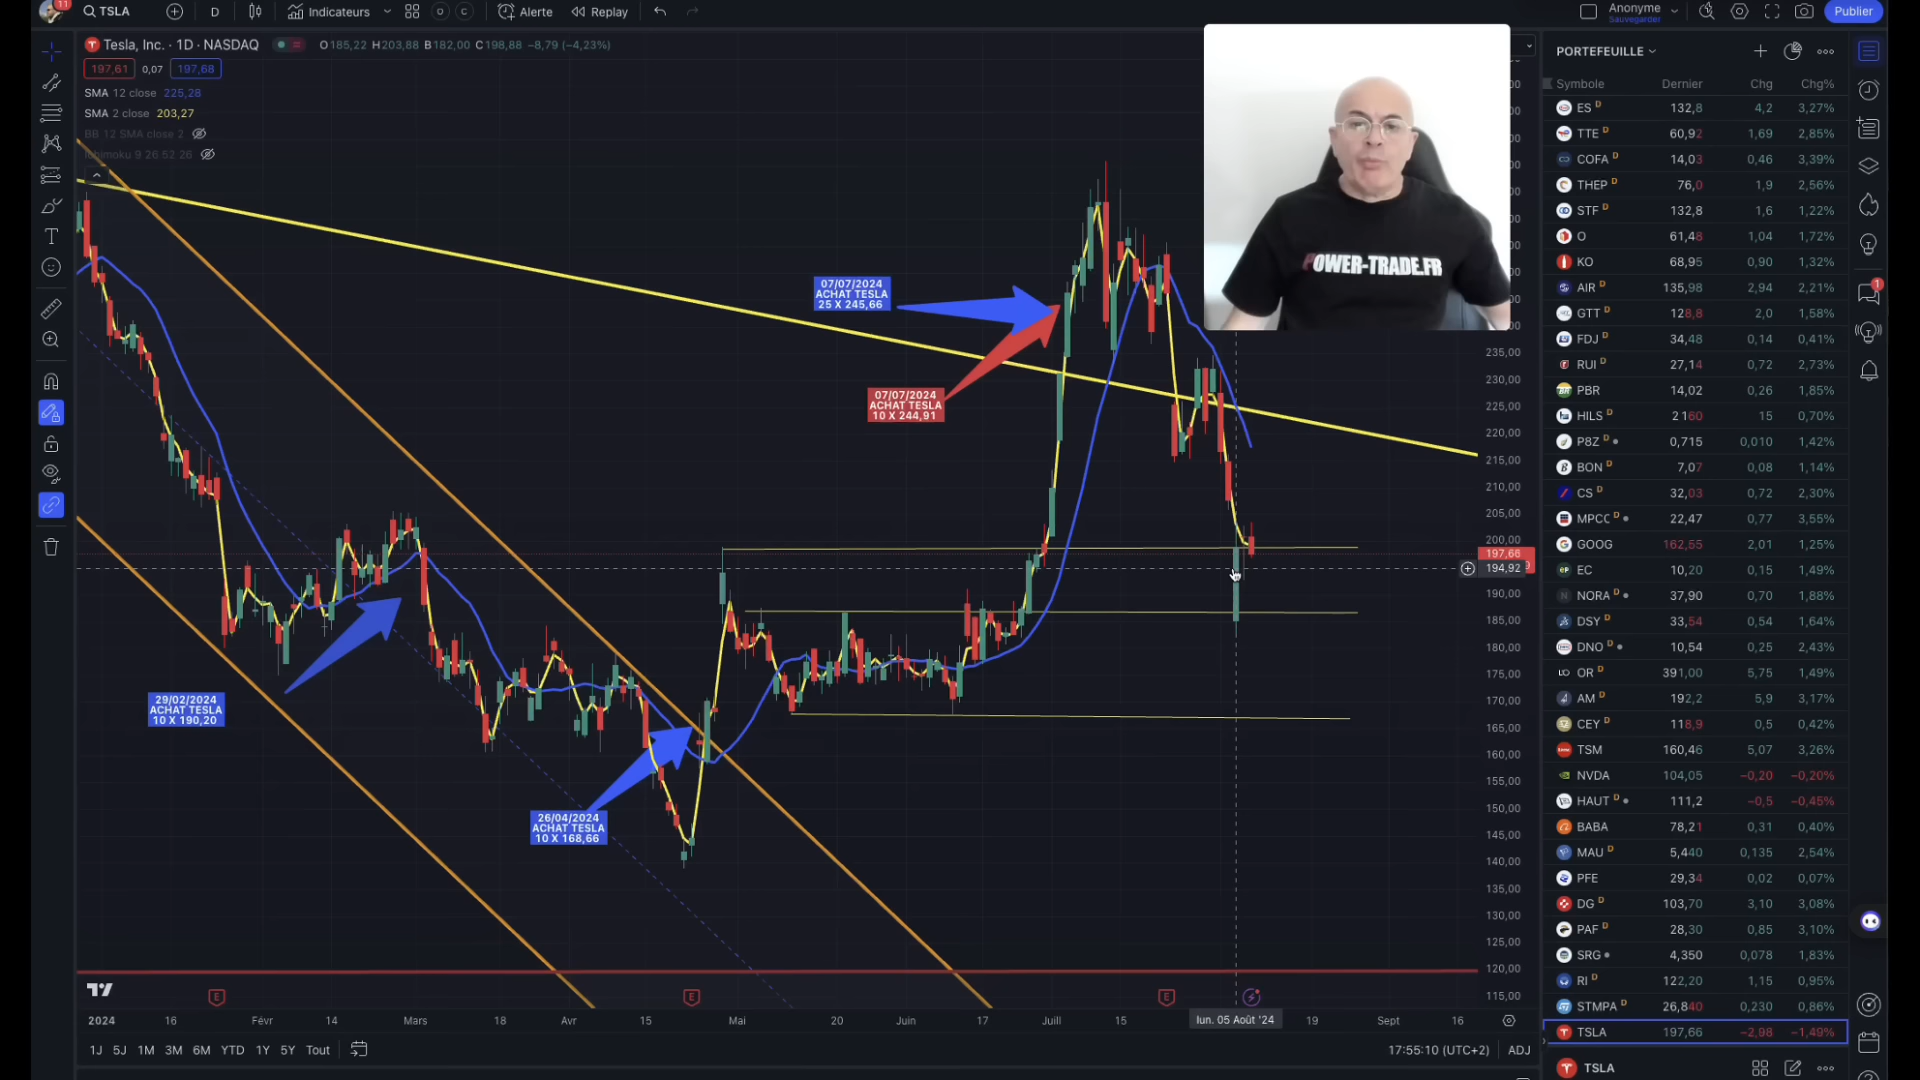 11
TSLA
D
Indicateurs
Alerte
Replay
Anonyme
Sauvegarder
Publier
Tesla, Inc. · 1D · NASDAQ
O185,22 H203,88 B182,00 C198,88 −8,79 (−4,23%)
197,61 0,07 197,68
SMA 12 close 225,28
SMA 2 close 203,27
BB 12 SMA close 2
Ichimoku 9 26 52 26
07/07/2024
ACHAT TESLA
25 X 245,66
07/07/2024
ACHAT TESLA
10 X 244,91
29/02/2024
ACHAT TESLA
10 X 190,20
26/04/2024
ACHAT TESLA
10 X 168,66
POWER-TRADE.FR
235,00
230,00
225,00
220,00
215,00
210,00
205,00
200,00
197,66
194,92
190,00
185,00
180,00
175,00
170,00
165,00
160,00
155,00
150,00
145,00
140,00
135,00
130,00
125,00
120,00
115,00
E E E
2024 16 Févr 14 Mars 18 Avr 15 Mai 20 Juin 17 Juill 15 lun. 05 Août '24 19 Sept 16
1J 5J 1M 3M 6M YTD 1Y 5Y Tout
17:55:10 (UTC+2) ADJ
PORTEFEUILLE
Symbole Dernier Chg Chg%
ES D 132,8 4,2 3,27%
TTE D 60,92 1,69 2,85%
COFA D 14,03 0,46 3,39%
THEP D 76,0 1,9 2,56%
STF D 132,8 1,6 1,22%
O 61,48 1,04 1,72%
KO 68,95 0,90 1,32%
AIR D 135,98 2,94 2,21%
GTT D 128,8 2,0 1,58%
FDJ D 34,48 0,14 0,41%
RUI D 27,14 0,72 2,73%
PBR 14,02 0,26 1,85%
HILS D 2 160 15 0,70%
P8Z D 0,715 0,010 1,42%
BON D 7,07 0,08 1,14%
CS D 32,03 0,72 2,30%
MPCC D 22,47 0,77 3,55%
GOOG 162,55 2,01 1,25%
EC 10,20 0,15 1,49%
NORA D 37,90 0,70 1,88%
DSY D 33,54 0,54 1,64%
DNO D 10,54 0,25 2,43%
OR D 391,00 5,75 1,49%
AM D 192,2 5,9 3,17%
CEY D 118,9 0,5 0,42%
TSM 160,46 5,07 3,26%
NVDA 104,05 −0,20 −0,20%
HAUT D 111,2 −0,5 −0,45%
BABA 78,21 0,31 0,40%
MAU D 5,440 0,135 2,54%
PFE 29,34 0,02 0,07%
DG D 103,70 3,10 3,08%
PAF D 28,30 0,85 3,10%
SRG 4,350 0,078 1,83%
RI D 122,20 1,15 0,95%
STMPA D 26,840 0,230 0,86%
TSLA 197,66 −2,98 −1,49%
TSLA
1